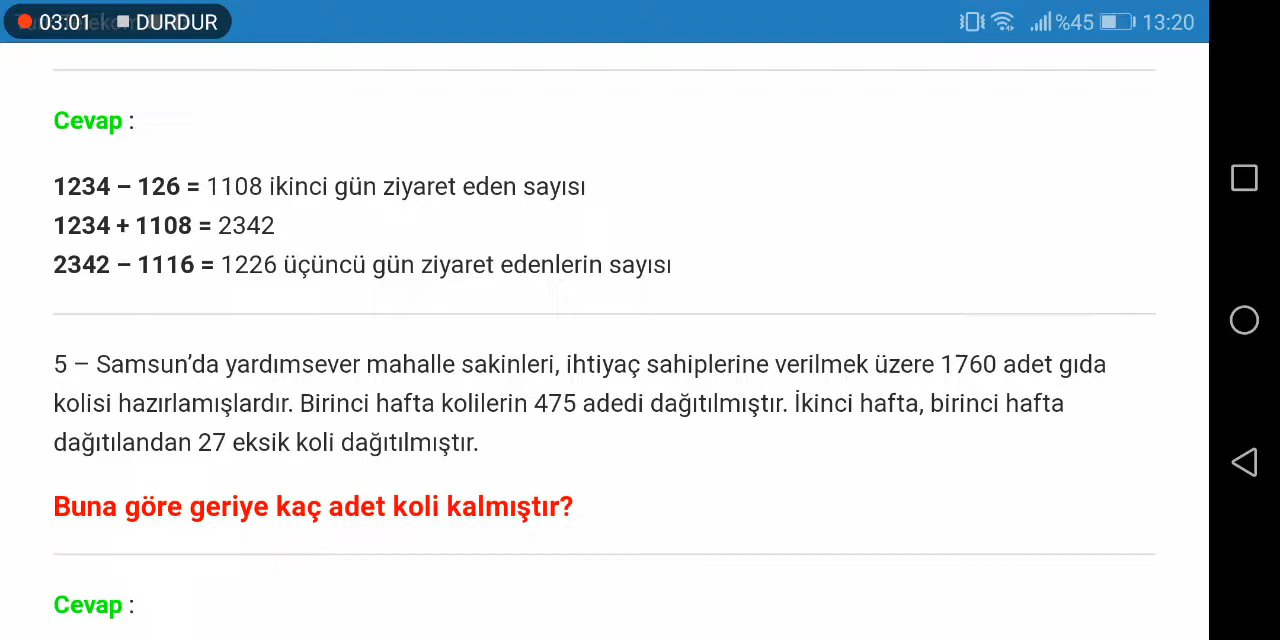 03:01 DURDUR %45 13:20
Cevap :
1234 – 126 = 1108 ikinci gün ziyaret eden sayısı
1234 + 1108 = 2342
2342 – 1116 = 1226 üçüncü gün ziyaret edenlerin sayısı
5 – Samsun’da yardımsever mahalle sakinleri, ihtiyaç sahiplerine verilmek üzere 1760 adet gıda
kolisi hazırlamışlardır. Birinci hafta kolilerin 475 adedi dağıtılmıştır. İkinci hafta, birinci hafta
dağıtılandan 27 eksik koli dağıtılmıştır.
Buna göre geriye kaç adet koli kalmıştır?
Cevap :